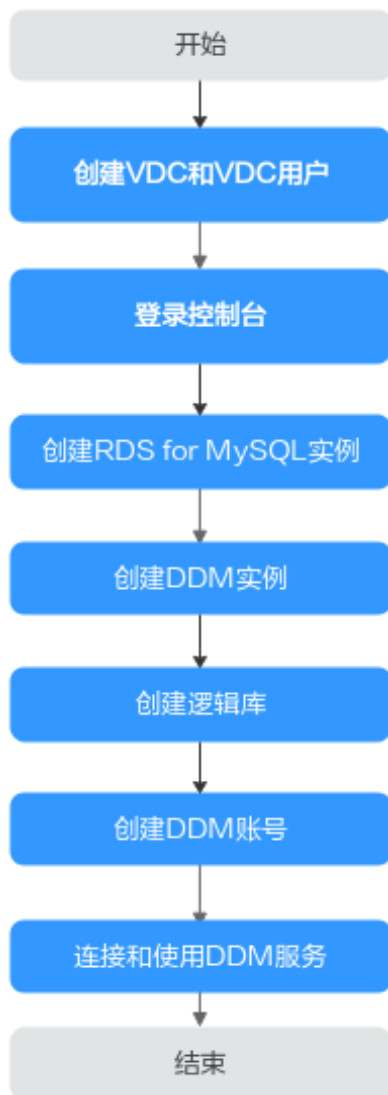 开始
创建VDC和VDC用户
登录控制台
创建RDS for MySQL实例
创建DDM实例
创建逻辑库
创建DDM账号
连接和使用DDM服务
结束